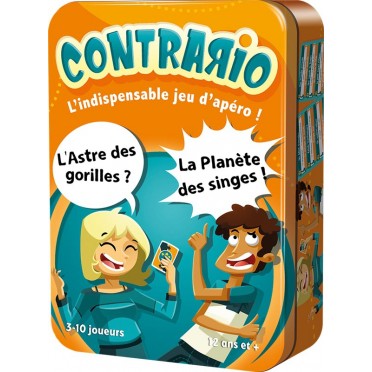 CONTRARIO
L'indispensable jeu d'apéro !
L'Astre des
gorilles ?
La Planète
des singes !
3-10 joueurs
12 ans et +